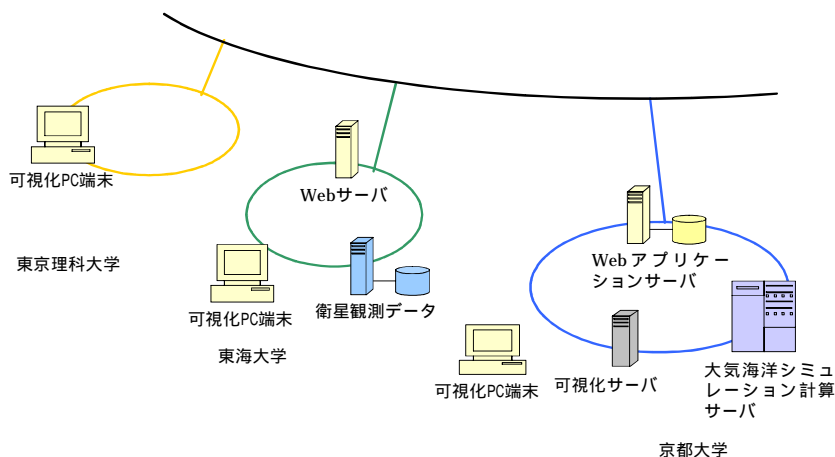 可視化PC端末
東京理科大学
Webサーバ
可視化PC端末
衛星観測データ
東海大学
Webアプリケー
ションサーバ
可視化PC端末
可視化サーバ
大気海洋シミュ
レーション計算
サーバ
京都大学